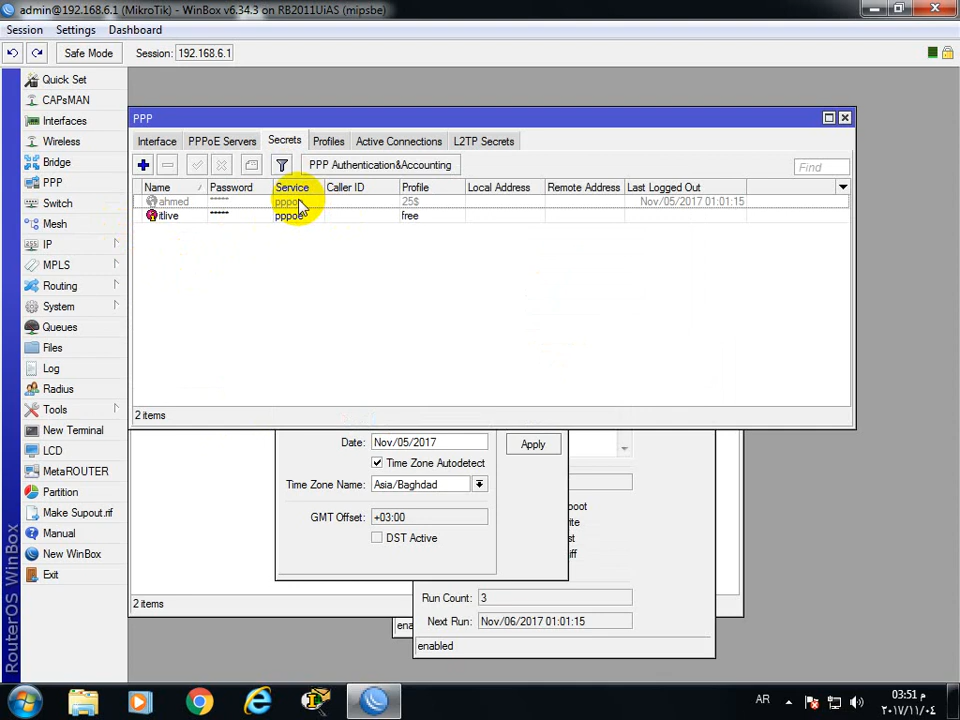 admin@192.168.6.1 (MikroTik) - WinBox v6.34.3 on RB2011UiAS (mipsbe)
Session Settings Dashboard
Safe Mode Session: 192.168.6.1
Quick Set
CAPsMAN
Interfaces
Wireless
Bridge
PPP
Switch
Mesh
IP
MPLS
Routing
System
Queues
Files
Log
Radius
Tools
New Terminal
LCD
MetaROUTER
Partition
Make Supout.rif
Manual
New WinBox
Exit
RouterOS WinBox
PPP
Interface PPPoE Servers Secrets Profiles Active Connections L2TP Secrets
PPP Authentication&Accounting Find
Name Password Service Caller ID Profile Local Address Remote Address Last Logged Out
ahmed ***** 25$ Nov/05/2017 01:01:15
itlive ***** pppoe free
2 items
Date: Nov/05/2017 Apply
Time Zone Autodetect
Time Zone Name: Asia/Baghdad
GMT Offset: +03:00
DST Active
2 items
Run Count: 3
Next Run: Nov/06/2017 01:01:15
enabled
AR
03:51 م
٢٠١٧/١١/٠٤